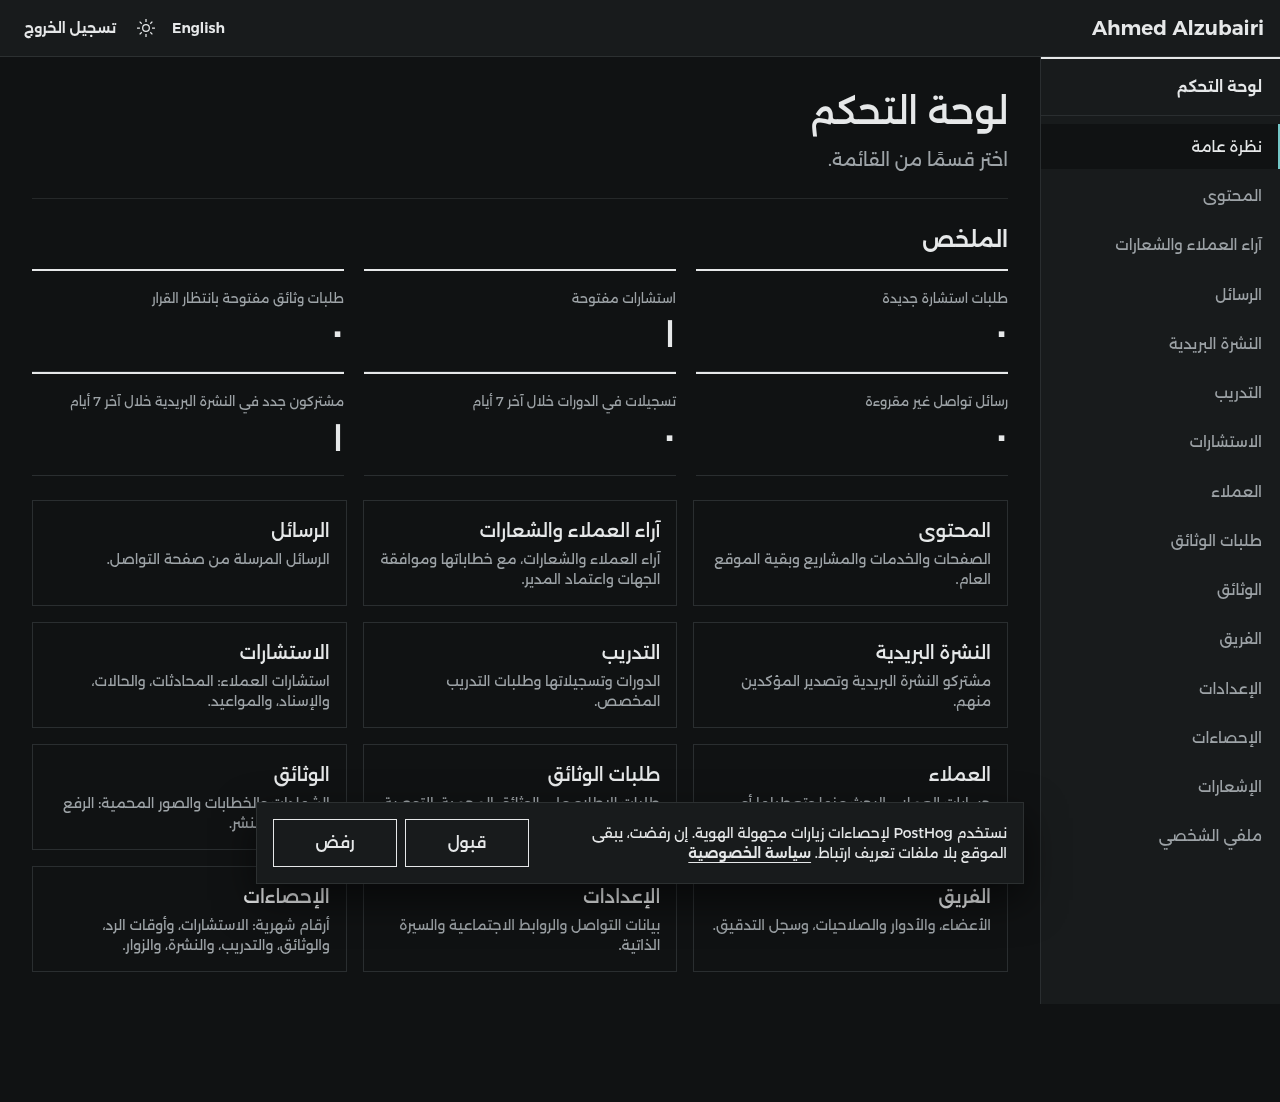 Ahmed Alzubairi
English
تسجيل الخروج
لوحة التحكم
نظرة عامة
المحتوى
آراء العملاء والشعارات
الرسائل
النشرة البريدية
التدريب
الاستشارات
العملاء
طلبات الوثائق
الوثائق
الفريق
الإعدادات
الإحصاءات
الإشعارات
ملفي الشخصي
لوحة التحكم
اختر قسمًا من القائمة.
الملخص
طلبات استشارة جديدة
٠
استشارات مفتوحة
١
طلبات وثائق مفتوحة بانتظار القرار
٠
رسائل تواصل غير مقروءة
٠
تسجيلات في الدورات خلال آخر 7 أيام
٠
مشتركون جدد في النشرة البريدية خلال آخر 7 أيام
١
المحتوى
الصفحات والخدمات والمشاريع وبقية الموقع
العام.
آراء العملاء والشعارات
آراء العملاء والشعارات، مع خطاباتها وموافقة
الجهات واعتماد المدير.
الرسائل
الرسائل المرسلة من صفحة التواصل.
النشرة البريدية
مشتركو النشرة البريدية وتصدير المؤكدين
منهم.
التدريب
الدورات وتسجيلاتها وطلبات التدريب
المخصص.
الاستشارات
استشارات العملاء: المحادثات، والحالات،
والإسناد، والمواعيد.
العملاء
طلبات الوثائق
الوثائق
والخطابات والصور المحمية: الرفع
نستخدم PostHog لإحصاءات زيارات مجهولة الهوية. إن رفضت، يبقى
الموقع بلا ملفات تعريف ارتباط. سياسة الخصوصية
قبول
رفض
الفريق
الأعضاء، والأدوار والصلاحيات، وسجل التدقيق.
الإعدادات
بيانات التواصل والروابط الاجتماعية والسيرة
الذاتية.
الإحصاءات
أرقام شهرية: الاستشارات، وأوقات الرد،
والوثائق، والتدريب، والنشرة، والزوار.